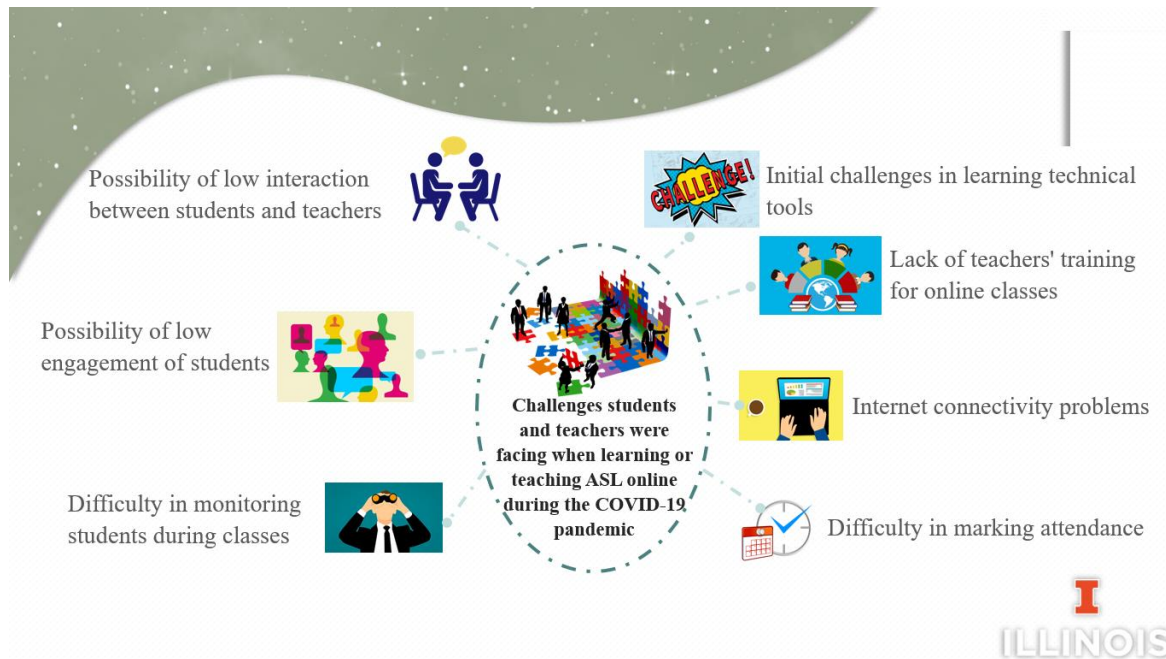 Possibility of low interaction
between students and teachers
CHALLENGE!
Initial challenges in learning technical
tools
Lack of teachers' training
for online classes
Possibility of low
engagement of students
Challenges students
and teachers were
facing when learning or
teaching ASL online
during the COVID-19
pandemic
Internet connectivity problems
Difficulty in monitoring
students during classes
Difficulty in marking attendance
I
ILLINOIS